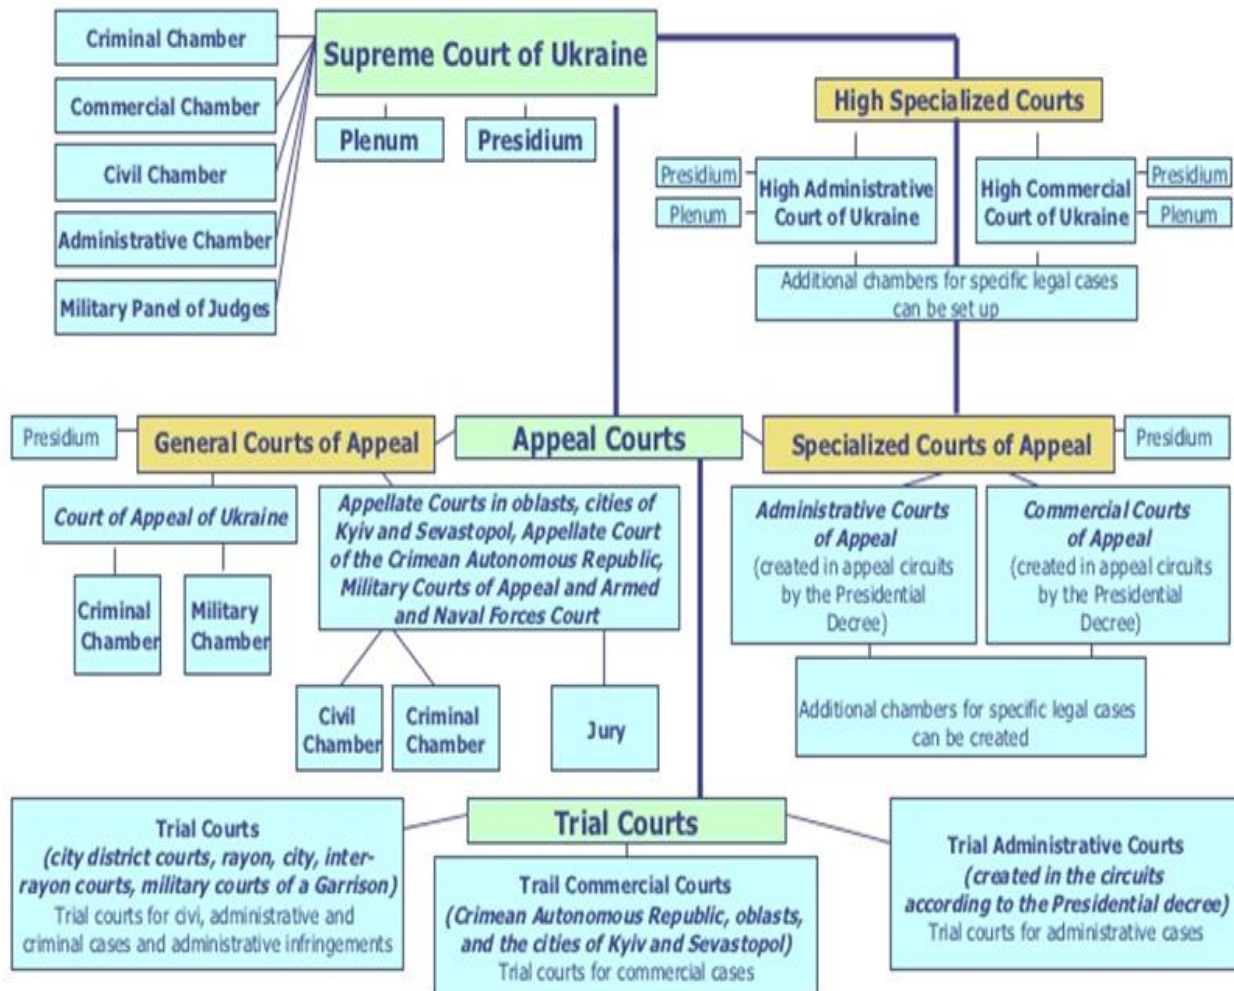 Criminal Chamber
Supreme Court of Ukraine
Commercial Chamber
High Specialized Courts
Plenum
Presidium
Civil Chamber
Presidium
Plenum
High Administrative
Court of Ukraine
High Commercial
Court of Ukraine
Presidium
Plenum
Administrative Chamber
Military Panel of Judges
Additional chambers for specific legal cases
can be set up
Presidium
General Courts of Appeal
Appeal Courts
Specialized Courts of Appeal
Presidium
Court of Appeal of Ukraine
Criminal
Chamber
Military
Chamber
Appellate Courts in oblasts, cities of
Kyiv and Sevastopol, Appellate Court
of the Crimean Autonomous Republic,
Military Courts of Appeal and Armed
and Naval Forces Court
Civil
Chamber
Criminal
Chamber
Jury
Administrative Courts
of Appeal
(created in appeal circuits
by the Presidential
Decree)
Commercial Courts
of Appeal
(created in appeal circuits
by the Presidential
Decree)
Additional chambers for specific legal cases
can be created
Trial Courts
Trial Courts
(city district courts, rayon, city, inter-
rayon courts, military courts of a Garrison)
Trial courts for civi, administrative and
criminal cases and administrative infringements
Trail Commercial Courts
(Crimean Autonomous Republic, oblasts,
and the cities of Kyiv and Sevastopol)
Trial courts for commercial cases
Trial Administrative Courts
(created in the circuits
according to the Presidential decree)
Trial courts for administrative cases